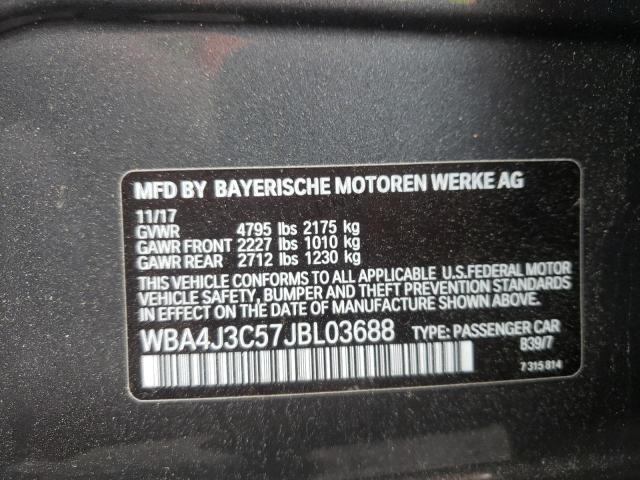 MFD BY BAYERISCHE MOTOREN WERKE AG
11/17
GVWR 4795 lbs 2175 kg
GAWR FRONT 2227 lbs 1010 kg
GAWR REAR 2712 lbs 1230 kg
THIS VEHICLE CONFORMS TO ALL APPLICABLE U.S.FEDERAL MOTOR
VEHICLE SAFETY, BUMPER AND THEFT PREVENTION STANDARDS
IN EFFECT ON THE DATE OF MANUFACTURE SHOWN ABOVE.
WBA4J3C57JBL03688 TYPE: PASSENGER CAR
B39/7
7 315 814